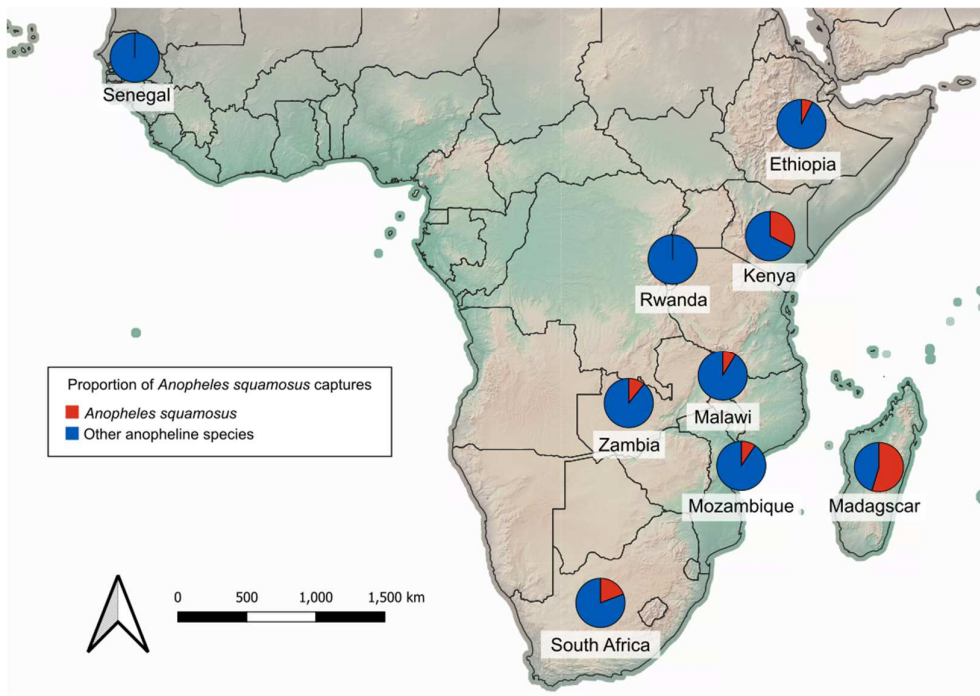 Senegal
Ethiopia
Kenya
Rwanda
Malawi
Zambia
Mozambique
Madagscar
South Africa
Proportion of Anopheles squamosus captures
Anopheles squamosus
Other anopheline species
0 500 1,000 1,500 km